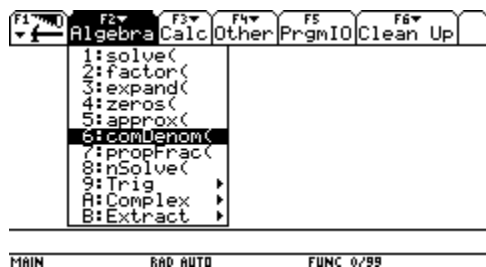 F1 F2 F3 F4 F5 F6
Algebra Calc Other PrgmIO Clean Up
1:solve(
2:factor(
3:expand(
4:zeros(
5:approx(
6:comDenom(
7:propFrac(
8:nSolve(
9:Trig
A:Complex
B:Extract
MAIN RAD AUTO FUNC 0/99